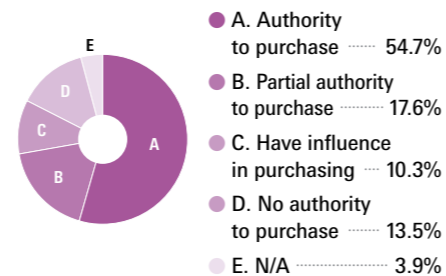 E
D
C
B
A
A. Authority
to purchase 54.7%
B. Partial authority
to purchase 17.6%
C. Have influence
in purchasing 10.3%
D. No authority
to purchase 13.5%
E. N/A 3.9%